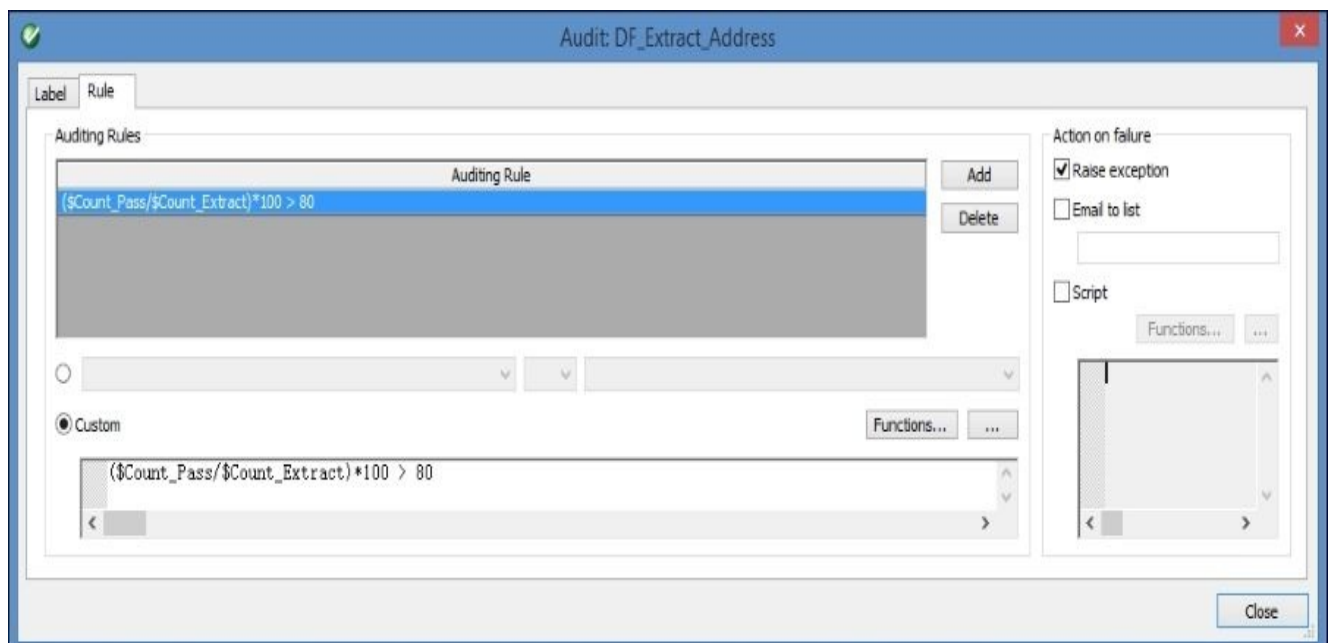 Audit: DF_Extract_Address
x
Label
Rule
Auditing Rules
Auditing Rule
($Count_Pass/$Count_Extract)*100 > 80
Add
Delete
Custom
Functions...
...
($Count_Pass/$Count_Extract)*100 > 80
Action on failure
Raise exception
Email to list
Script
Functions...
...
Close